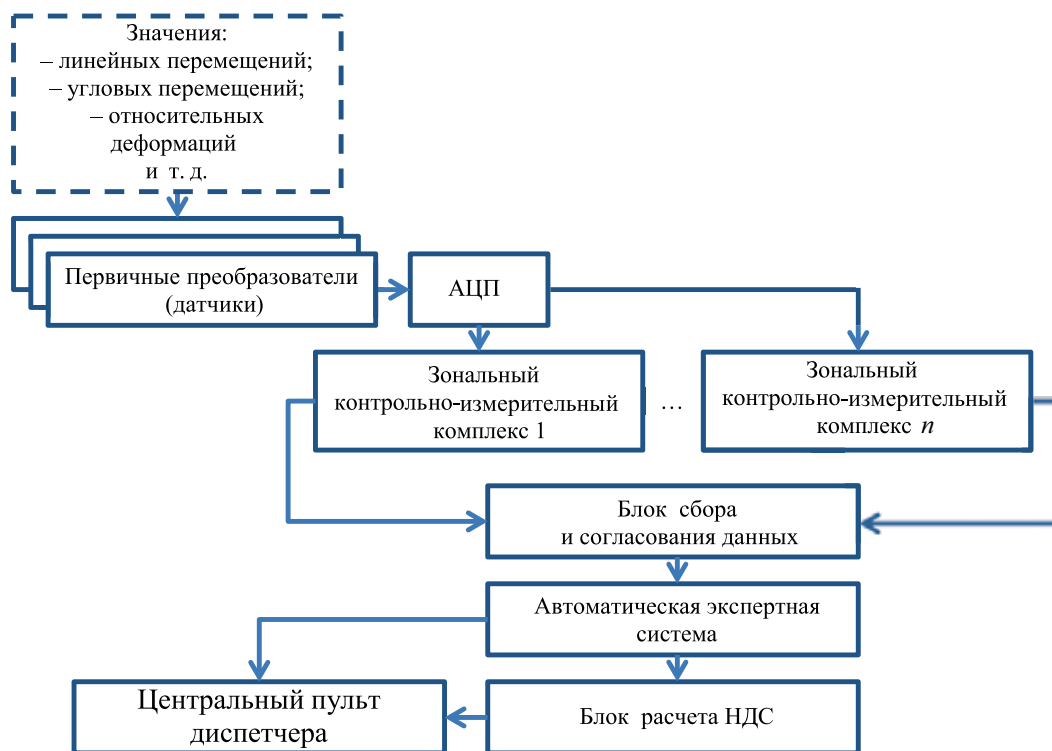 Значения:
– линейных перемещений;
– угловых перемещений;
– относительных
деформаций
и т. д.
Первичные преобразователи
(датчики)
АЦП
Зональный
контрольно-измерительный
комплекс 1
...
Зональный
контрольно-измерительный
комплекс n
Блок сбора
и согласования данных
Автоматическая экспертная
система
Центральный пульт
диспетчера
Блок расчета НДС